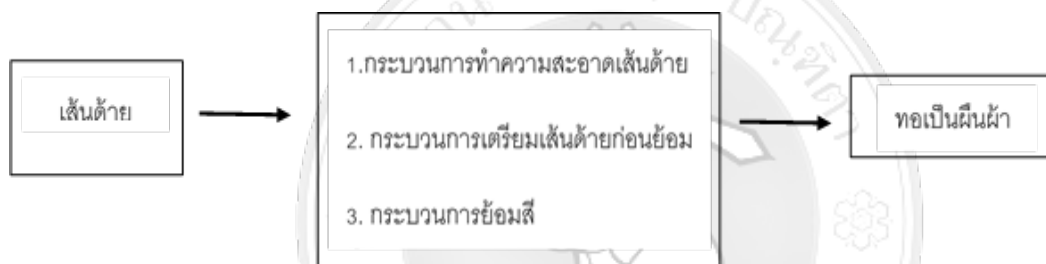 เส้นด้าย
1.กระบวนการทำความสะอาดเส้นด้าย
2. กระบวนการเตรียมเส้นด้ายก่อนย้อม
3. กระบวนการย้อมสี
ทอเป็นผืนผ้า